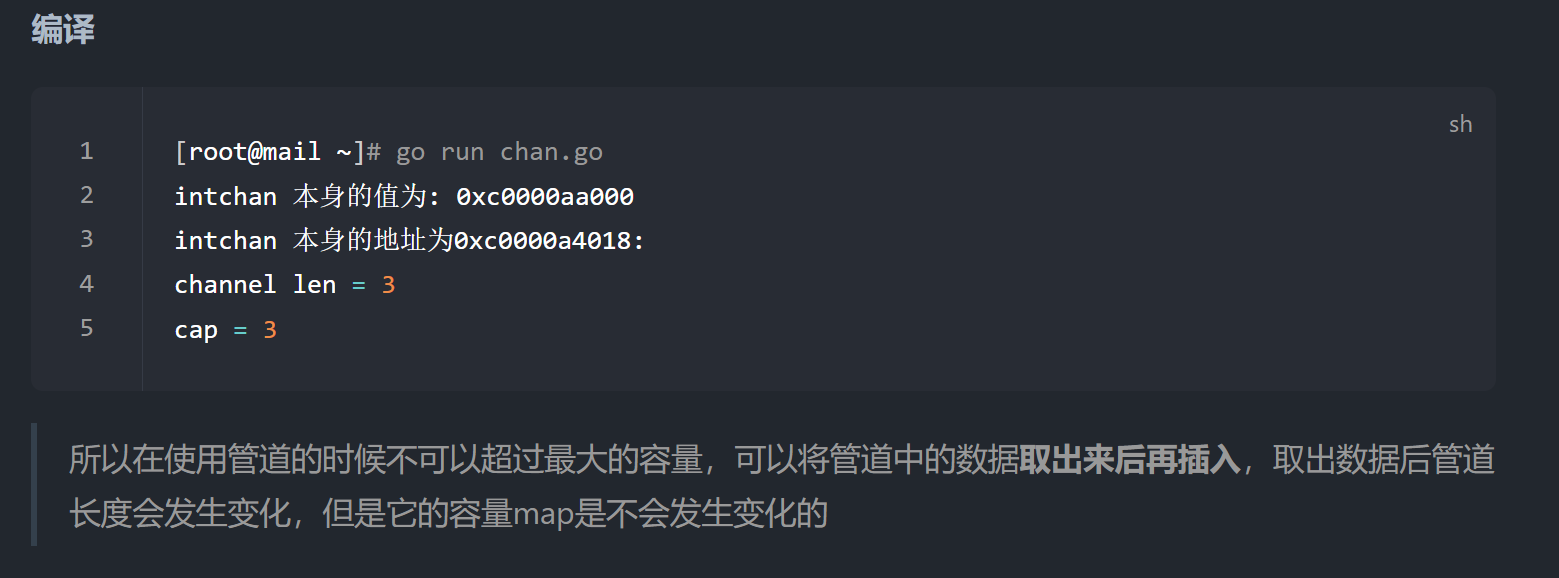 编译
sh
1 [root@mail ~]# go run chan.go
2 intchan 本身的值为: 0xc0000aa000
3 intchan 本身的地址为0xc0000a4018:
4 channel len = 3
5 cap = 3
所以在使用管道的时候不可以超过最大的容量，可以将管道中的数据取出来后再插入，取出数据后管道
长度会发生变化，但是它的容量map是不会发生变化的